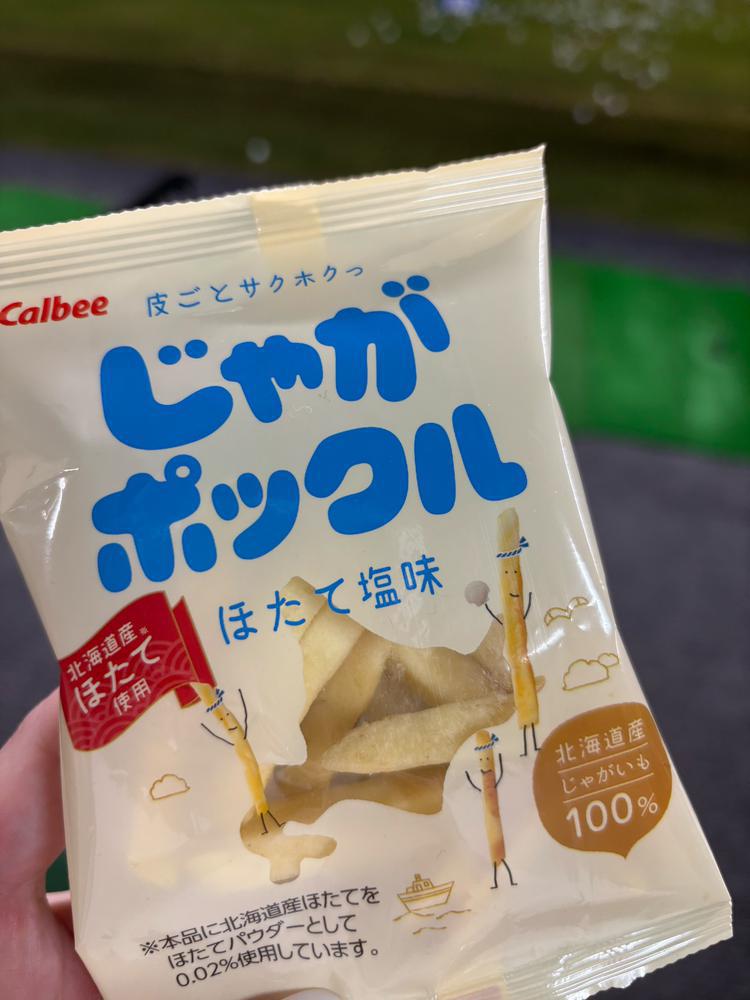 Calbee
皮ごとサクホクっ
じゃが
ポックル
ほたて塩味
北海道産※
ほたて
使用
北海道産
じゃがいも
100%
※本品に北海道産ほたてを
ほたてパウダーとして
0.02%使用しています。